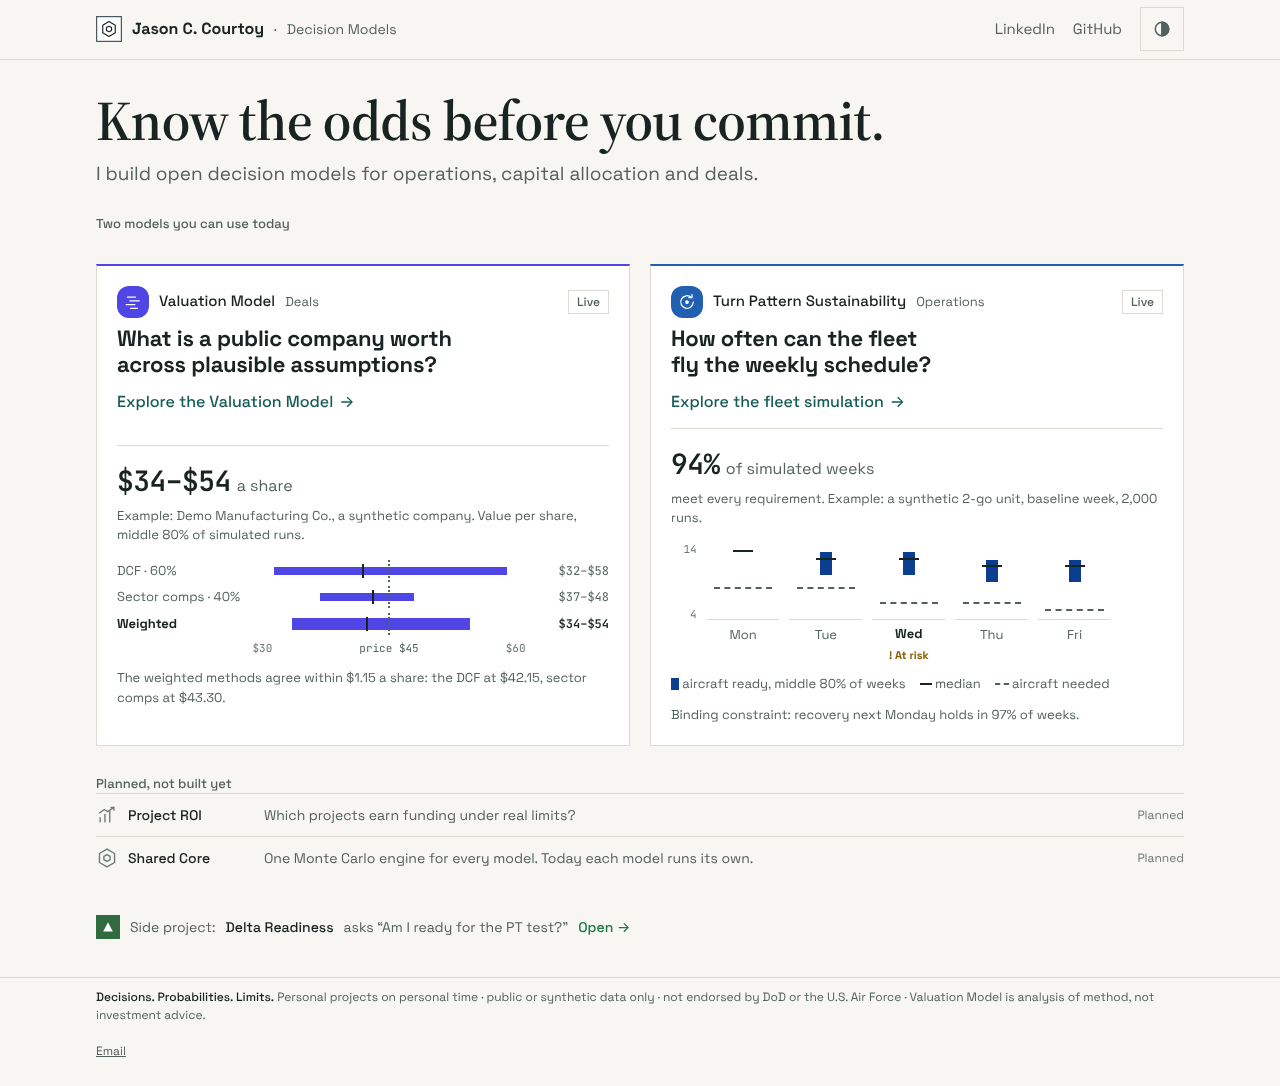 Jason C. Courtoy · Decision Models
LinkedIn GitHub
Know the odds before you commit.
I build open decision models for operations, capital allocation and deals.
Two models you can use today
Valuation Model Deals Live
What is a public company worth
across plausible assumptions?
Explore the Valuation Model →
$34–$54 a share
Example: Demo Manufacturing Co., a synthetic company. Value per share,
middle 80% of simulated runs.
DCF · 60% $32–$58
Sector comps · 40% $37–$48
Weighted $34–$54
$30 price $45 $60
The weighted methods agree within $1.15 a share: the DCF at $42.15, sector
comps at $43.30.
Turn Pattern Sustainability Operations Live
How often can the fleet
fly the weekly schedule?
Explore the fleet simulation →
94% of simulated weeks
meet every requirement. Example: a synthetic 2-go unit, baseline week, 2,000
runs.
14
4
Mon Tue Wed Thu Fri
! At risk
aircraft ready, middle 80% of weeks median aircraft needed
Binding constraint: recovery next Monday holds in 97% of weeks.
Planned, not built yet
Project ROI Which projects earn funding under real limits? Planned
Shared Core One Monte Carlo engine for every model. Today each model runs its own. Planned
Side project: Delta Readiness asks “Am I ready for the PT test?” Open →
Decisions. Probabilities. Limits. Personal projects on personal time · public or synthetic data only · not endorsed by DoD or the U.S. Air Force · Valuation Model is analysis of method, not
investment advice.
Email